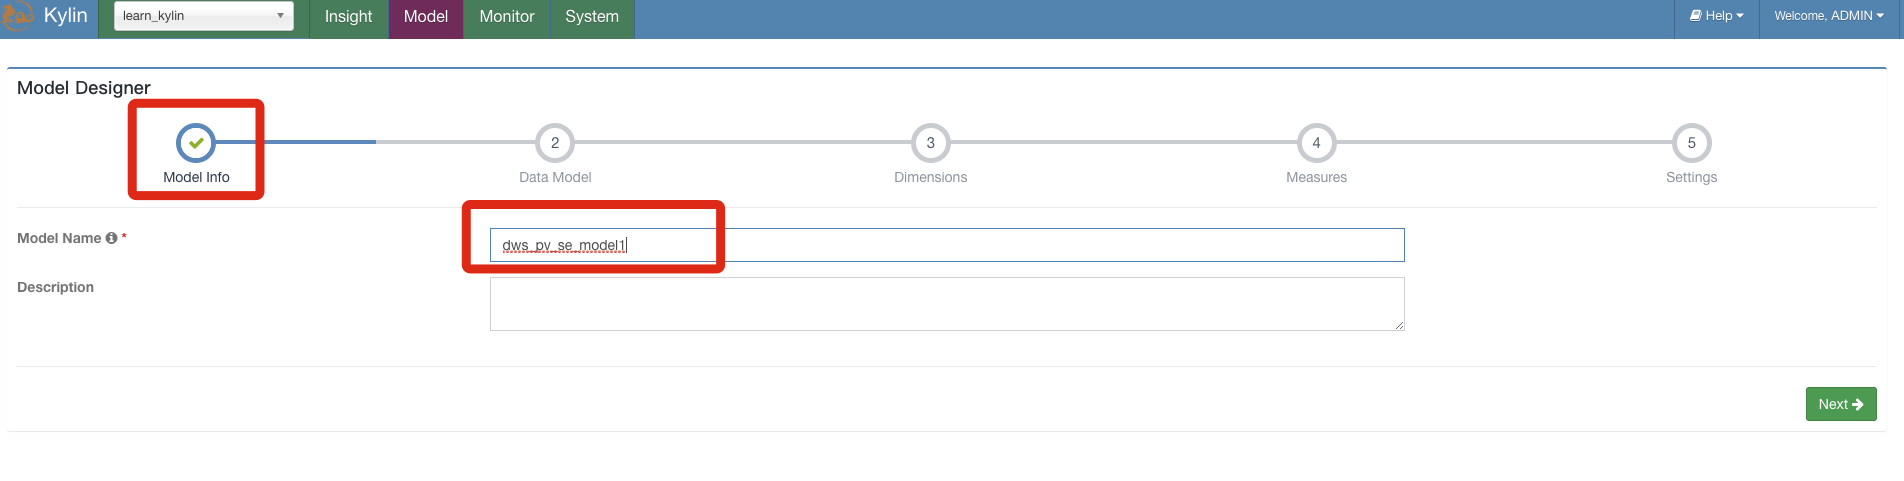 Kylin learn_kylin Insight Model Monitor System Help Welcome, ADMIN
Model Designer
2 3 4 5
Model Info Data Model Dimensions Measures Settings
Model Name * dws_pv_se_model1
Description
Next